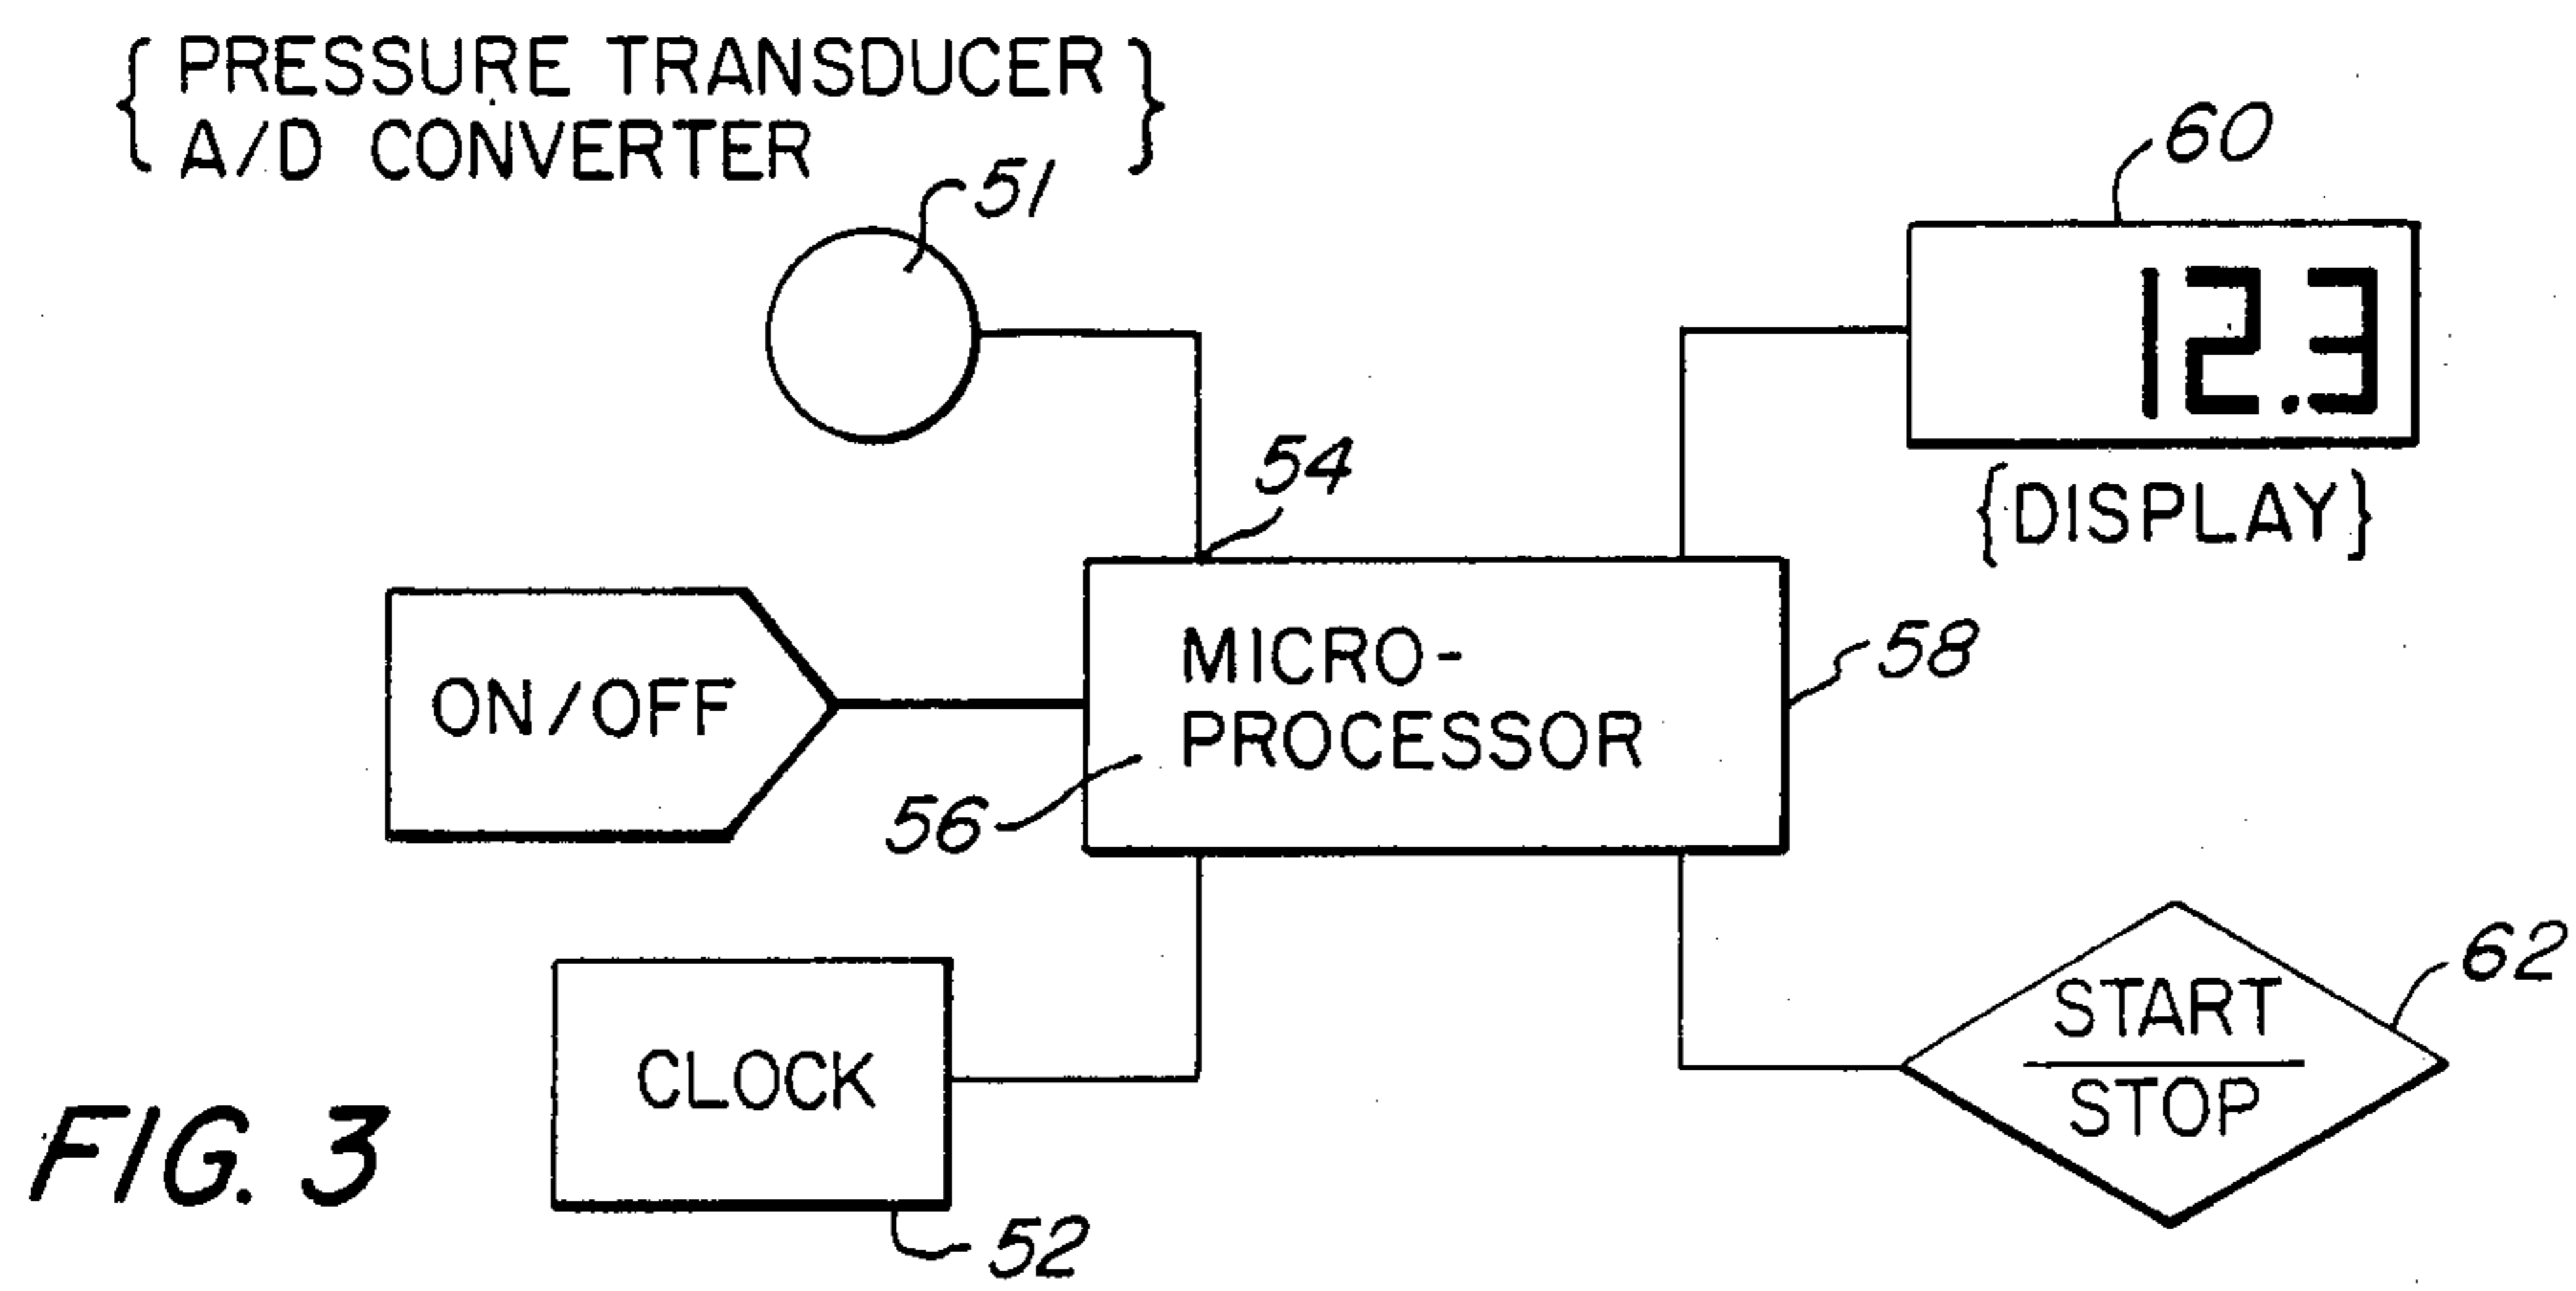 { PRESSURE TRANSDUCER
A/D CONVERTER }
51
60
12.3
{DISPLAY}
54
ON/OFF
MICRO-
PROCESSOR
58
56
CLOCK
52
START
STOP
62
FIG. 3